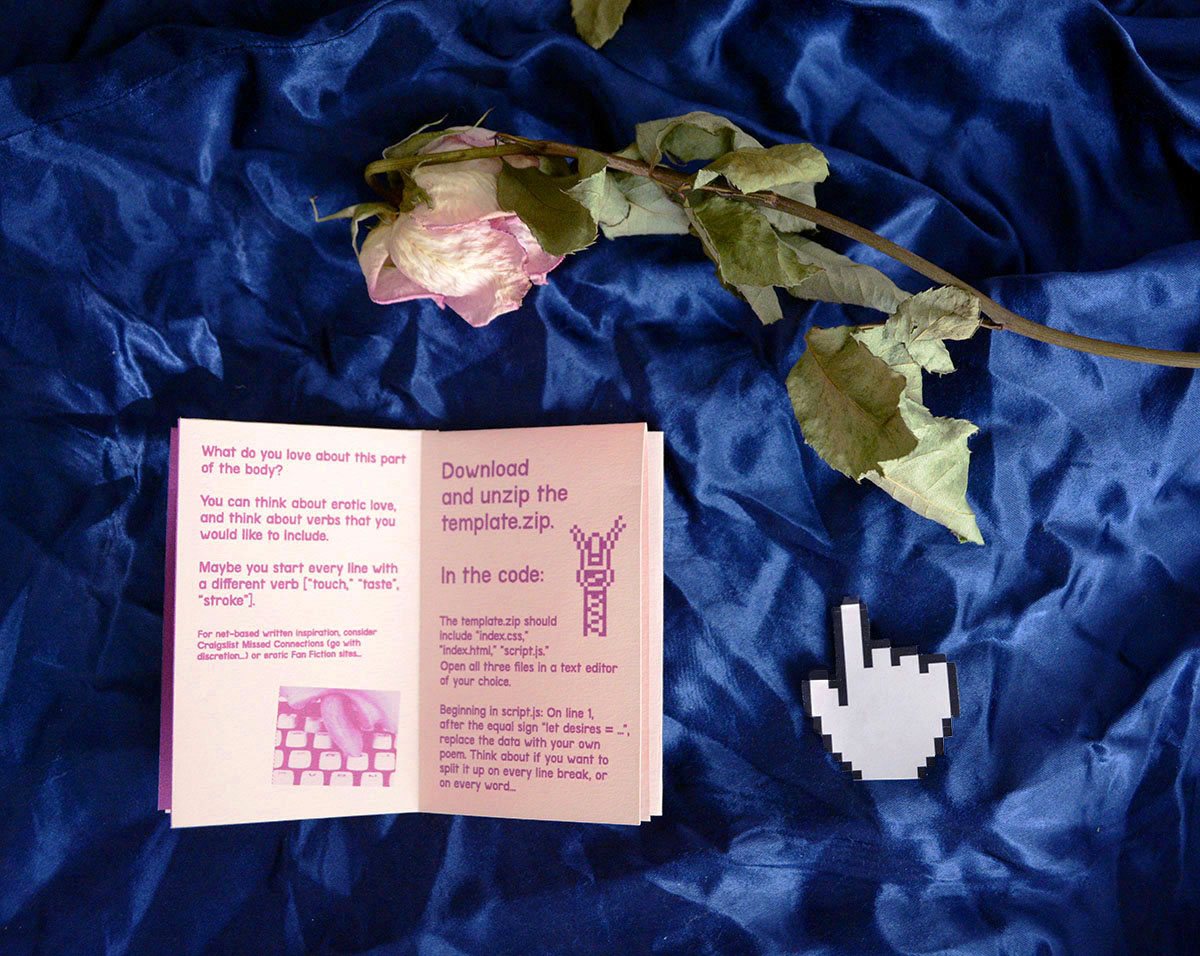 What do you love about this part
of the body?
You can think about erotic love,
and think about verbs that you
would like to include.
Maybe you start every line with
a different verb ["touch," "taste",
"stroke"].
For net-based written inspiration, consider
Craigslist Missed Connections (go with
discretion...) or erotic Fan Fiction sites...
Download
and unzip the
template.zip.
In the code:
The template.zip should
include "index.css,"
"index.html," "script.js."
Open all three files in a text editor
of your choice.
Beginning in script.js: On line 1,
after the equal sign "let desires = ...",
replace the data with your own
poem. Think about if you want to
split it up on every line break, or
on every word...